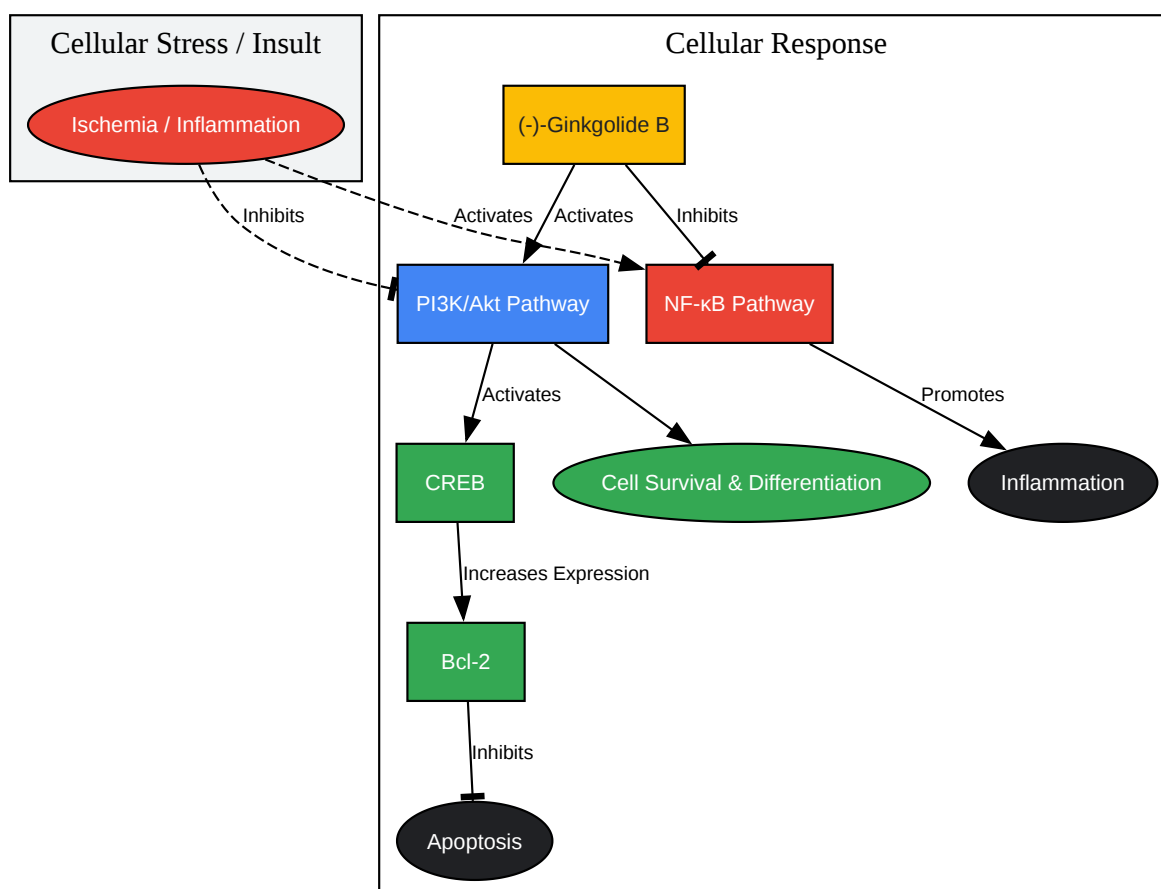 Cellular Stress / Insult
Cellular Response
Ischemia / Inflammation
(-)-Ginkgolide B
Inhibits
Activates
Activates
Inhibits
PI3K/Akt Pathway
NF-κB Pathway
Activates
Promotes
CREB
Cell Survival & Differentiation
Inflammation
Increases Expression
Bcl-2
Inhibits
Apoptosis